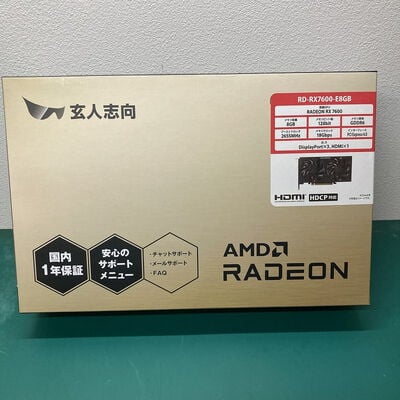 玄人志向
RD-RX7600-E8GB
RADEON RX 7600
8GB
128bit
GDDR6
2655MHz
18Gbps
DisplayPort×3、HDMI×1
HDMI
HDCP 対応
国内
1年保証
安心の
サポート
メニュー
・チャットサポート
・メールサポート
・FAQ
AMD
RADEON